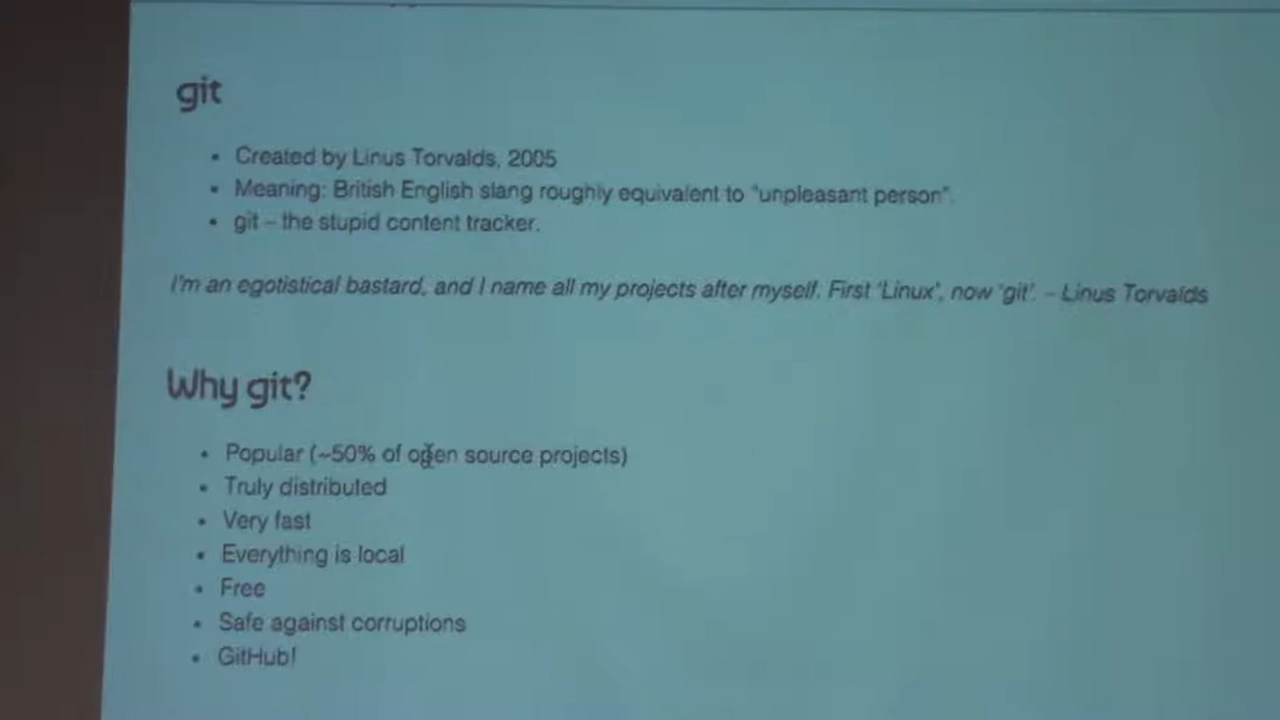 git
• Created by Linus Torvalds, 2005
• Meaning: British English slang roughly equivalent to "unpleasant person".
• git – the stupid content tracker.
I'm an egotistical bastard, and I name all my projects after myself. First 'Linux', now 'git'. – Linus Torvalds
Why git?
• Popular (~50% of open source projects)
• Truly distributed
• Very fast
• Everything is local
• Free
• Safe against corruptions
• GitHub!